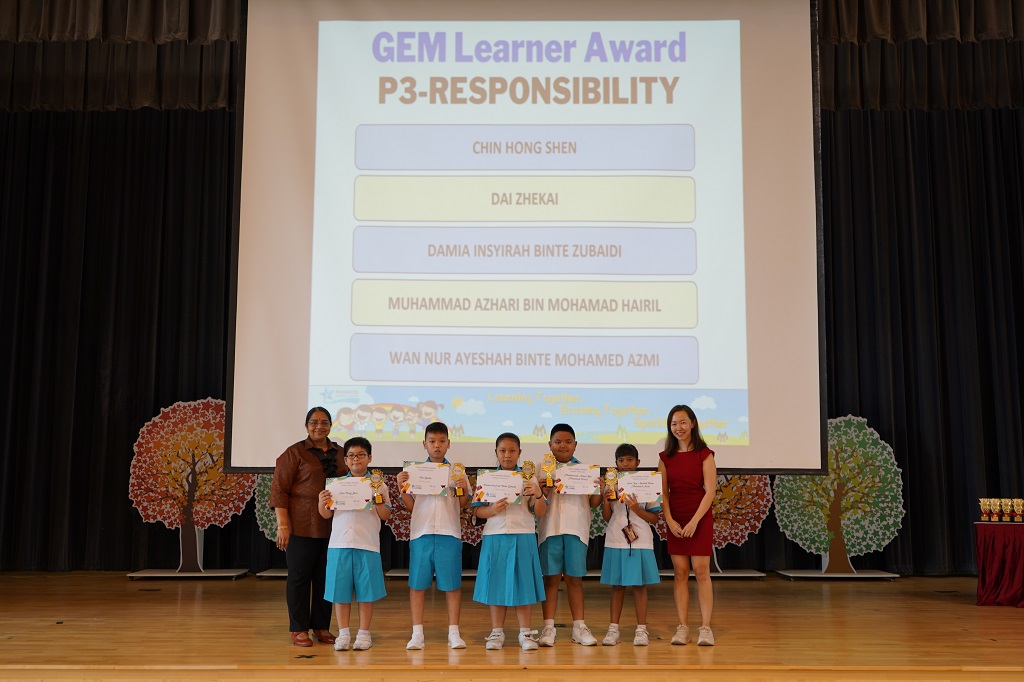 GEM Learner Award
P3-RESPONSIBILITY
CHIN HONG SHEN
DAI ZHEKAI
DAMIA INSYIRAH BINTE ZUBAIDI
MUHAMMAD AZHARI BIN MOHAMAD HAIRIL
WAN NUR AYESHAH BINTE MOHAMED AZMI
Learning Together,
Together